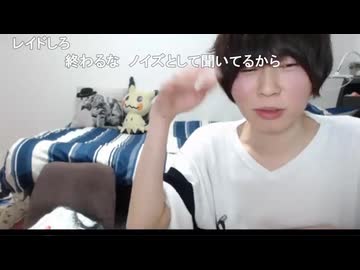 レイドしろ
終わるな ノイズとして聞いてるから